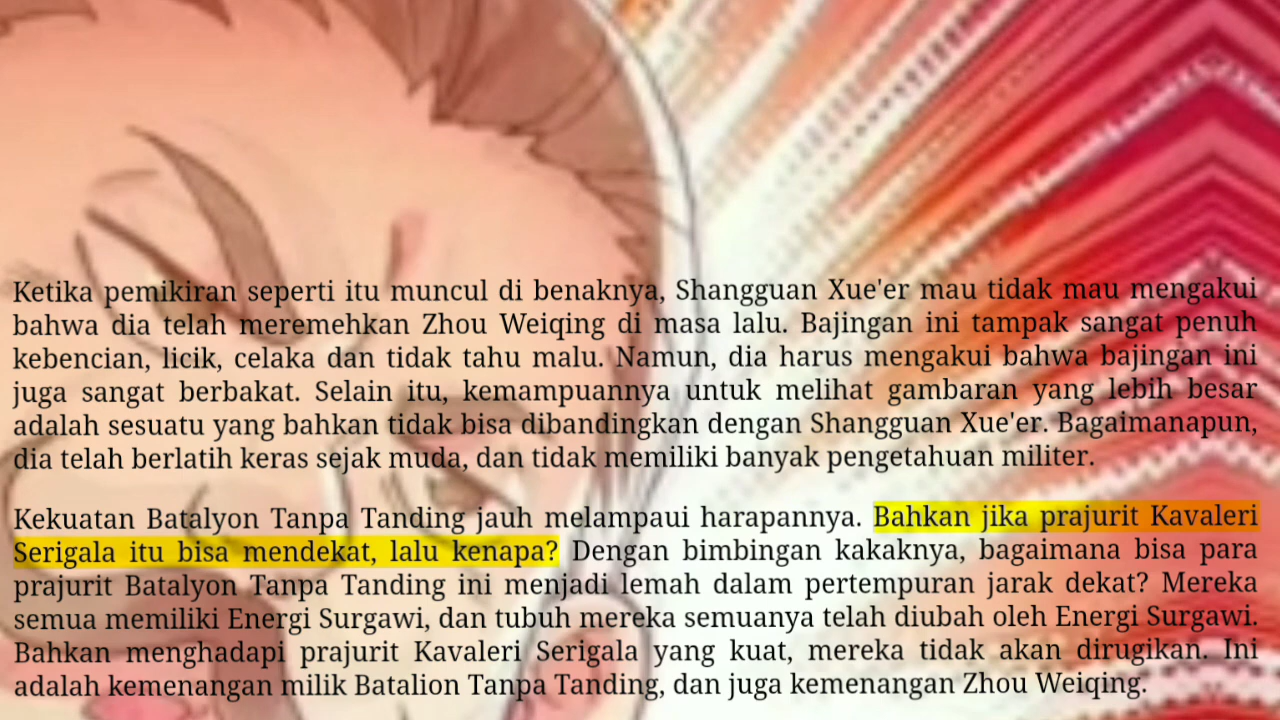 Ketika pemikiran seperti itu muncul di benaknya, Shangguan Xue'er mau tidak mau mengakui
bahwa dia telah meremehkan Zhou Weiqing di masa lalu. Bajingan ini tampak sangat penuh
kebencian, licik, celaka dan tidak tahu malu. Namun, dia harus mengakui bahwa bajingan ini
juga sangat berbakat. Selain itu, kemampuannya untuk melihat gambaran yang lebih besar
adalah sesuatu yang bahkan tidak bisa dibandingkan dengan Shangguan Xue'er. Bagaimanapun,
dia telah berlatih keras sejak muda, dan tidak memiliki banyak pengetahuan militer.
Kekuatan Batalyon Tanpa Tanding jauh melampaui harapannya. Bahkan jika prajurit Kavaleri
Serigala itu bisa mendekat, lalu kenapa? Dengan bimbingan kakaknya, bagaimana bisa para
prajurit Batalyon Tanpa Tanding ini menjadi lemah dalam pertempuran jarak dekat? Mereka
semua memiliki Energi Surgawi, dan tubuh mereka semuanya telah diubah oleh Energi Surgawi.
Bahkan menghadapi prajurit Kavaleri Serigala yang kuat, mereka tidak akan dirugikan. Ini
adalah kemenangan milik Batalion Tanpa Tanding, dan juga kemenangan Zhou Weiqing.